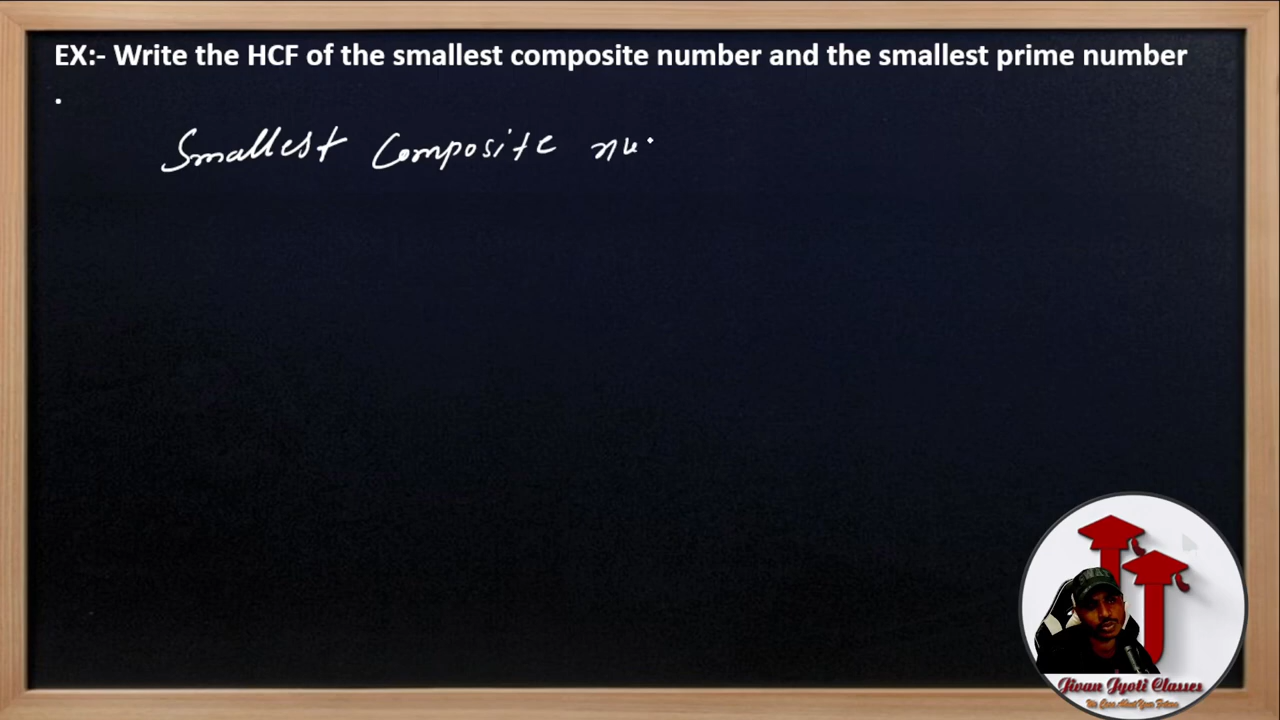 EX:- Write the HCF of the smallest composite number and the smallest prime number
.
Smallest Composite nu.
Jivan Jyoti Classes